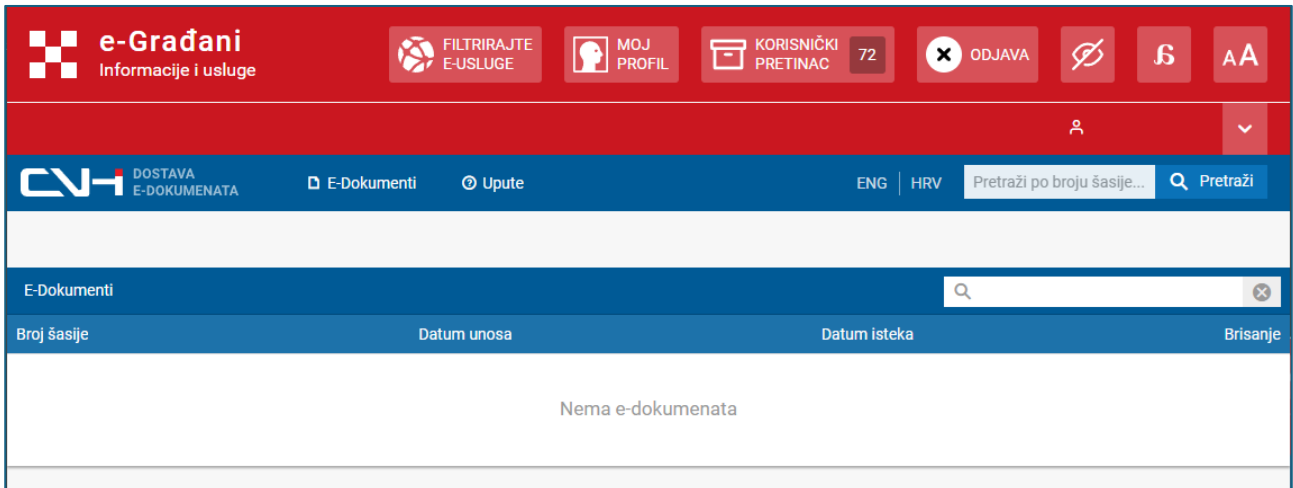 e-Građani
Informacije i usluge
FILTRIRAJTE
E-USLUGE
MOJ
PROFIL
KORISNIČKI
PRETINAC
72
ODJAVA
AA
CVH
DOSTAVA
E-DOKUMENATA
E-Dokumenti
Upute
ENG | HRV
Pretraži po broju šasije...
Pretraži
E-Dokumenti
Broj šasije
Datum unosa
Datum isteka
Brisanje
Nema e-dokumenata